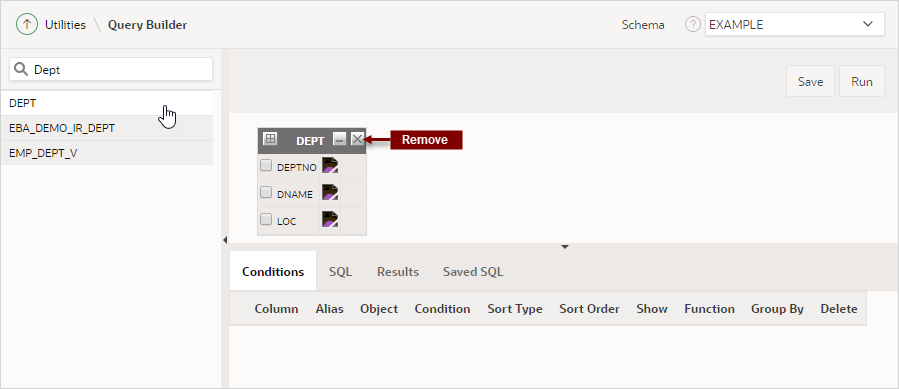 Utilities \ Query Builder
Schema ? EXAMPLE
Dept
Save Run
DEPT
EBA_DEMO_IR_DEPT
EMP_DEPT_V
DEPT
Remove
DEPTNO
DNAME
LOC
Conditions SQL Results Saved SQL
Column Alias Object Condition Sort Type Sort Order Show Function Group By Delete